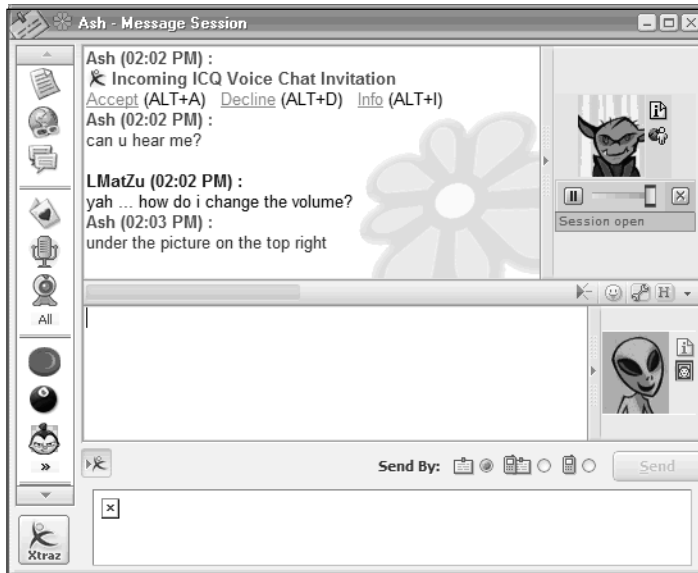 Ash - Message Session
Ash (02:02 PM) :
Incoming ICQ Voice Chat Invitation
Accept (ALT+A) Decline (ALT+D) Info (ALT+I)
Ash (02:02 PM) :
can u hear me?
LMatZu (02:02 PM) :
yah ... how do i change the volume?
Ash (02:03 PM) :
under the picture on the top right
Session open
H
All
8
»
Send By:
Send
Xtraz